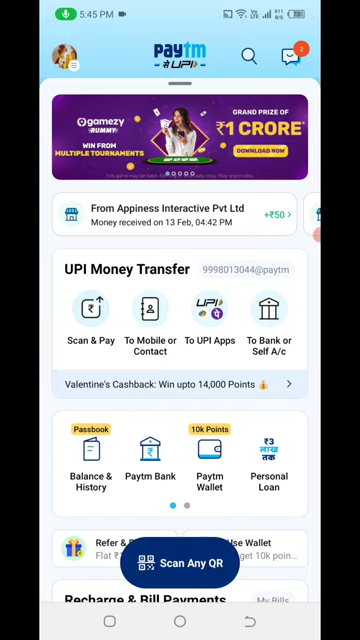 5:45 PM
paytm
से UPI
2
gamezy
RUMMY
WIN FROM
MULTIPLE TOURNAMENTS
GRAND PRIZE OF
₹1 CRORE*
DOWNLOAD NOW
From Appiness Interactive Pvt Ltd
Money received on 13 Feb, 04:42 PM
+₹50 >
UPI Money Transfer
9998013044@paytm
Scan & Pay
To Mobile or
Contact
UPI
To UPI Apps
To Bank or
Self A/c
Valentine's Cashback: Win upto 14,000 Points
Passbook
Balance &
History
Paytm Bank
10k Points
Paytm
Wallet
₹3
लाख
तक
Personal
Loan
Refer &
Flat ₹1
Use Wallet
get 10k poin...
Scan Any QR
Recharge & Bill Payments
My Bills